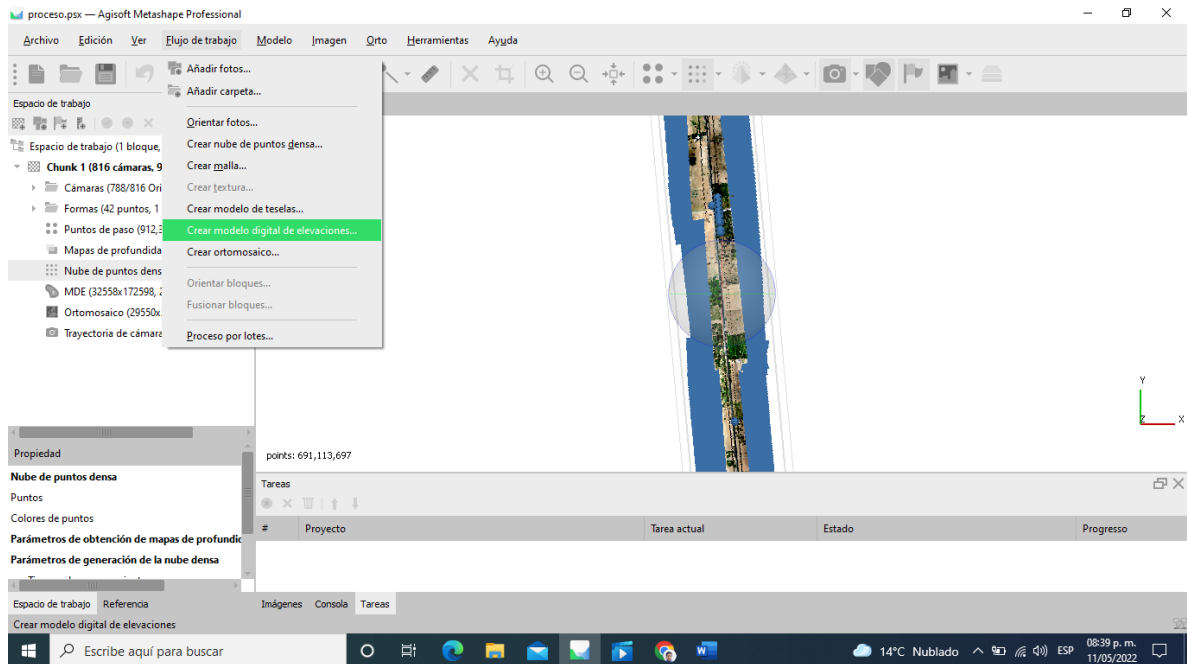 proceso.psx — Agisoft Metashape Professional
Archivo Edición Ver Flujo de trabajo Modelo Imagen Orto Herramientas Ayuda
Añadir fotos...
Añadir carpeta...
Orientar fotos...
Crear nube de puntos densa...
Crear malla...
Crear textura...
Crear modelo de teselas...
Crear modelo digital de elevaciones...
Crear ortomosaico...
Orientar bloques...
Fusionar bloques...
Proceso por lotes...
Espacio de trabajo
Espacio de trabajo (1 bloque,
Chunk 1 (816 cámaras, 9
Cámaras (788/816 Ori
Formas (42 puntos, 1
Puntos de paso (912,3
Mapas de profundida
Nube de puntos dens
MDE (32558x172598, 2
Ortomosaico (29550x
Trayectoria de cámara
Y
Z X
points: 691,113,697
Propiedad
Nube de puntos densa
Puntos
Colores de puntos
Parámetros de obtención de mapas de profundid
Parámetros de generación de la nube densa
Tareas
# Proyecto Tarea actual Estado Progreso
Espacio de trabajo Referencia
Imágenes Consola Tareas
Crear modelo digital de elevaciones
Escribe aquí para buscar
14°C Nublado
ESP
08:39 p. m.
11/05/2022